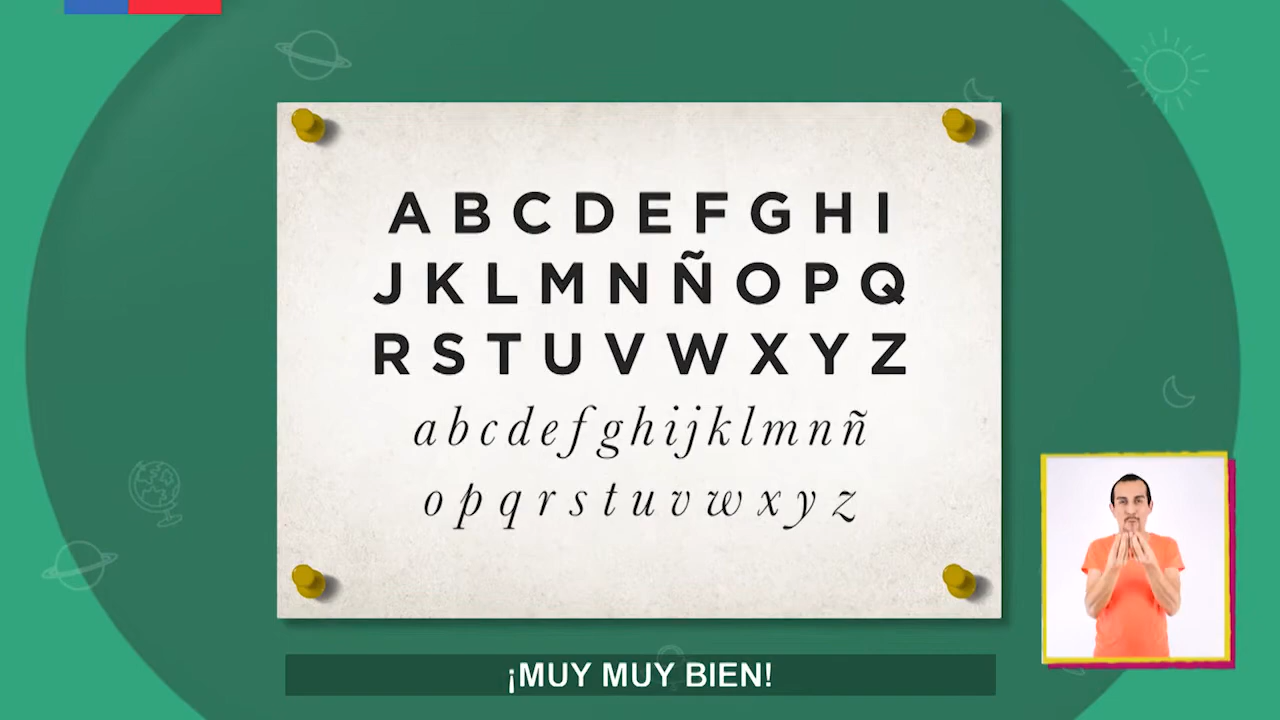 A B C D E F G H I
J K L M N Ñ O P Q
R S T U V W X Y Z
a b c d e f g h i j k l m n ñ
o p q r s t u v w x y z
¡MUY MUY BIEN!